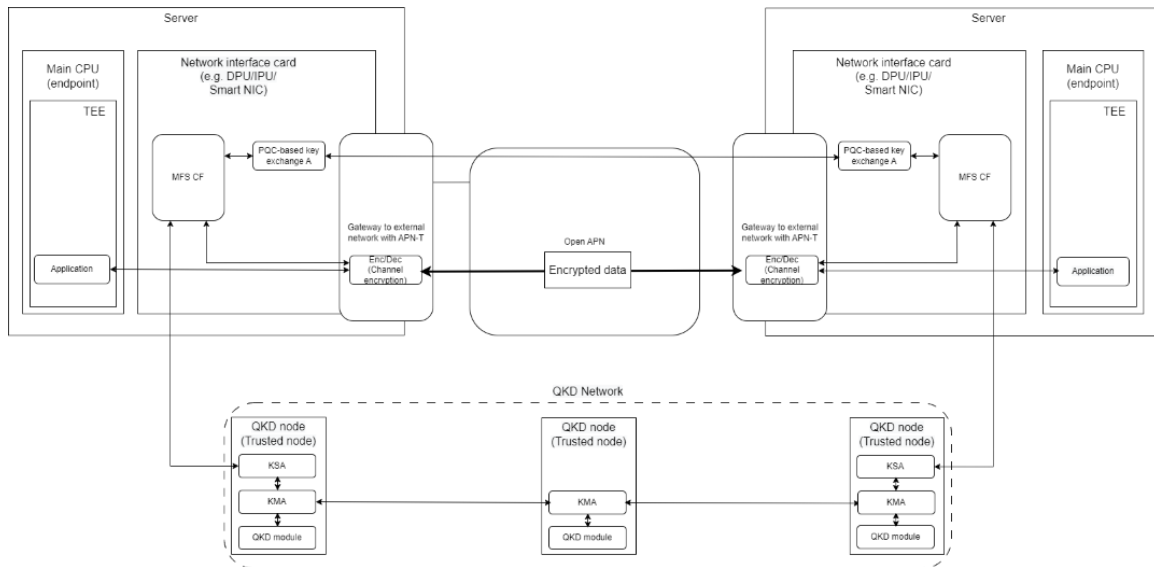 Server
Server
Main CPU
(endpoint)
TEE
Application
Network interface card
(e.g. DPU/IPU/
Smart NIC)
MFS CF
PQC-based key
exchange A
Gateway to external
network with APN-T
Enc/Dec
(Channel
encryption)
Open APN
Encrypted data
Network interface card
(e.g. DPU/IPU/
Smart NIC)
PQC-based key
exchange A
MFS CF
Gateway to external
network with APN-T
Enc/Dec
(Channel
encryption)
Main CPU
(endpoint)
TEE
Application
QKD Network
QKD node
(Trusted node)
KSA
KMA
QKD module
QKD node
(Trusted node)
KMA
QKD module
QKD node
(Trusted node)
KSA
KMA
QKD module